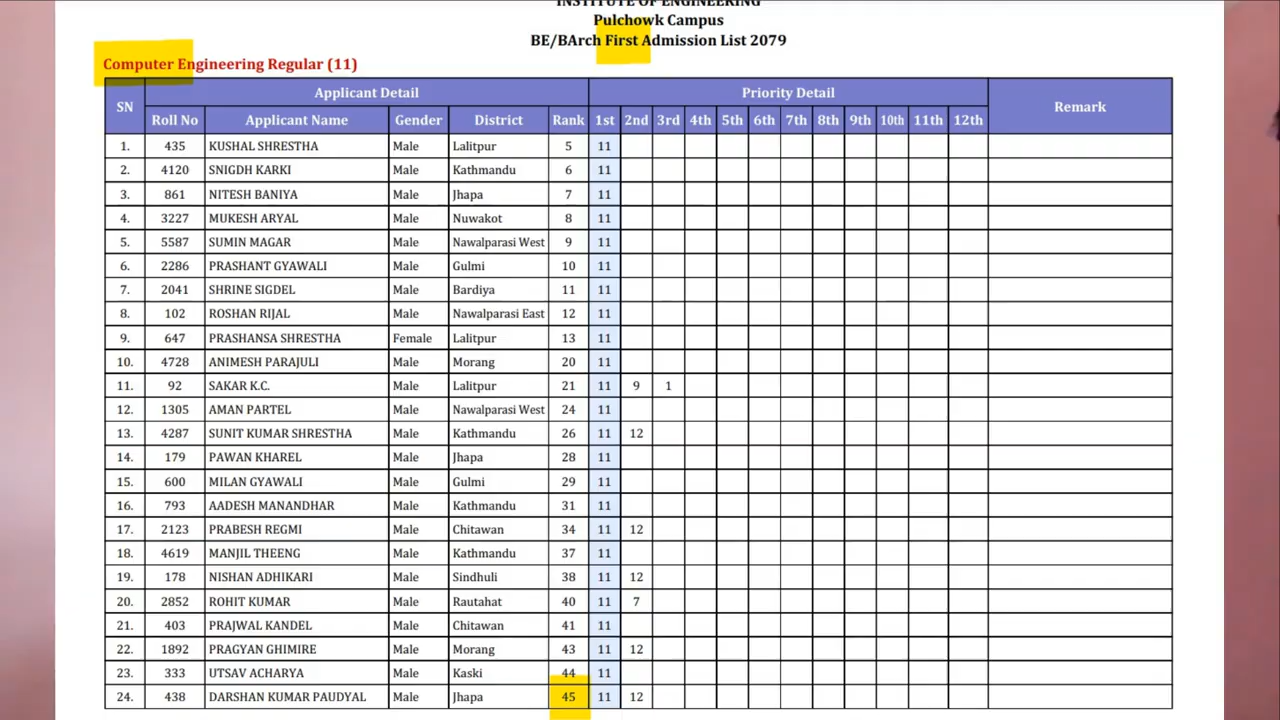 INSTITUTE OF ENGINEERING
Pulchowk Campus
BE/BArch First Admission List 2079
Computer Engineering Regular (11)
SN Applicant Detail Priority Detail Remark
Roll No Applicant Name Gender District Rank 1st 2nd 3rd 4th 5th 6th 7th 8th 9th 10th 11th 12th
1. 435 KUSHAL SHRESTHA Male Lalitpur 5 11
2. 4120 SNIGDH KARKI Male Kathmandu 6 11
3. 861 NITESH BANIYA Male Jhapa 7 11
4. 3227 MUKESH ARYAL Male Nuwakot 8 11
5. 5587 SUMIN MAGAR Male Nawalparasi West 9 11
6. 2286 PRASHANT GYAWALI Male Gulmi 10 11
7. 2041 SHRINE SIGDEL Male Bardiya 11 11
8. 102 ROSHAN RIJAL Male Nawalparasi East 12 11
9. 647 PRASHANSA SHRESTHA Female Lalitpur 13 11
10. 4728 ANIMESH PARAJULI Male Morang 20 11
11. 92 SAKAR K.C. Male Lalitpur 21 11 9 1
12. 1305 AMAN PARTEL Male Nawalparasi West 24 11
13. 4287 SUNIT KUMAR SHRESTHA Male Kathmandu 26 11 12
14. 179 PAWAN KHAREL Male Jhapa 28 11
15. 600 MILAN GYAWALI Male Gulmi 29 11
16. 793 AADESH MANANDHAR Male Kathmandu 31 11
17. 2123 PRABESH REGMI Male Chitawan 34 11 12
18. 4619 MANJIL THEENG Male Kathmandu 37 11
19. 178 NISHAN ADHIKARI Male Sindhuli 38 11 12
20. 2852 ROHIT KUMAR Male Rautahat 40 11 7
21. 403 PRAJWAL KANDEL Male Chitawan 41 11
22. 1892 PRAGYAN GHIMIRE Male Morang 43 11 12
23. 333 UTSAV ACHARYA Male Kaski 44 11
24. 438 DARSHAN KUMAR PAUDYAL Male Jhapa 45 11 12